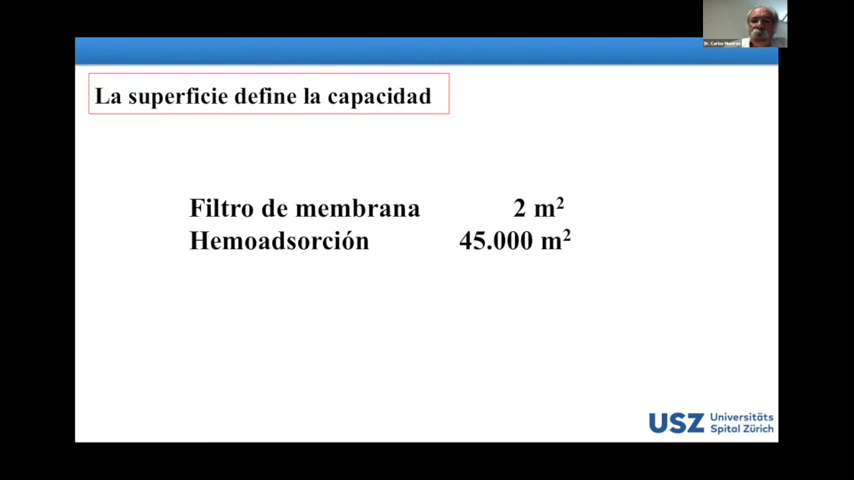 La superficie define la capacidad
Filtro de membrana 2 m²
Hemoadsorción 45.000 m²
USZ Universitäts
Spital Zürich
Dr. Carlos